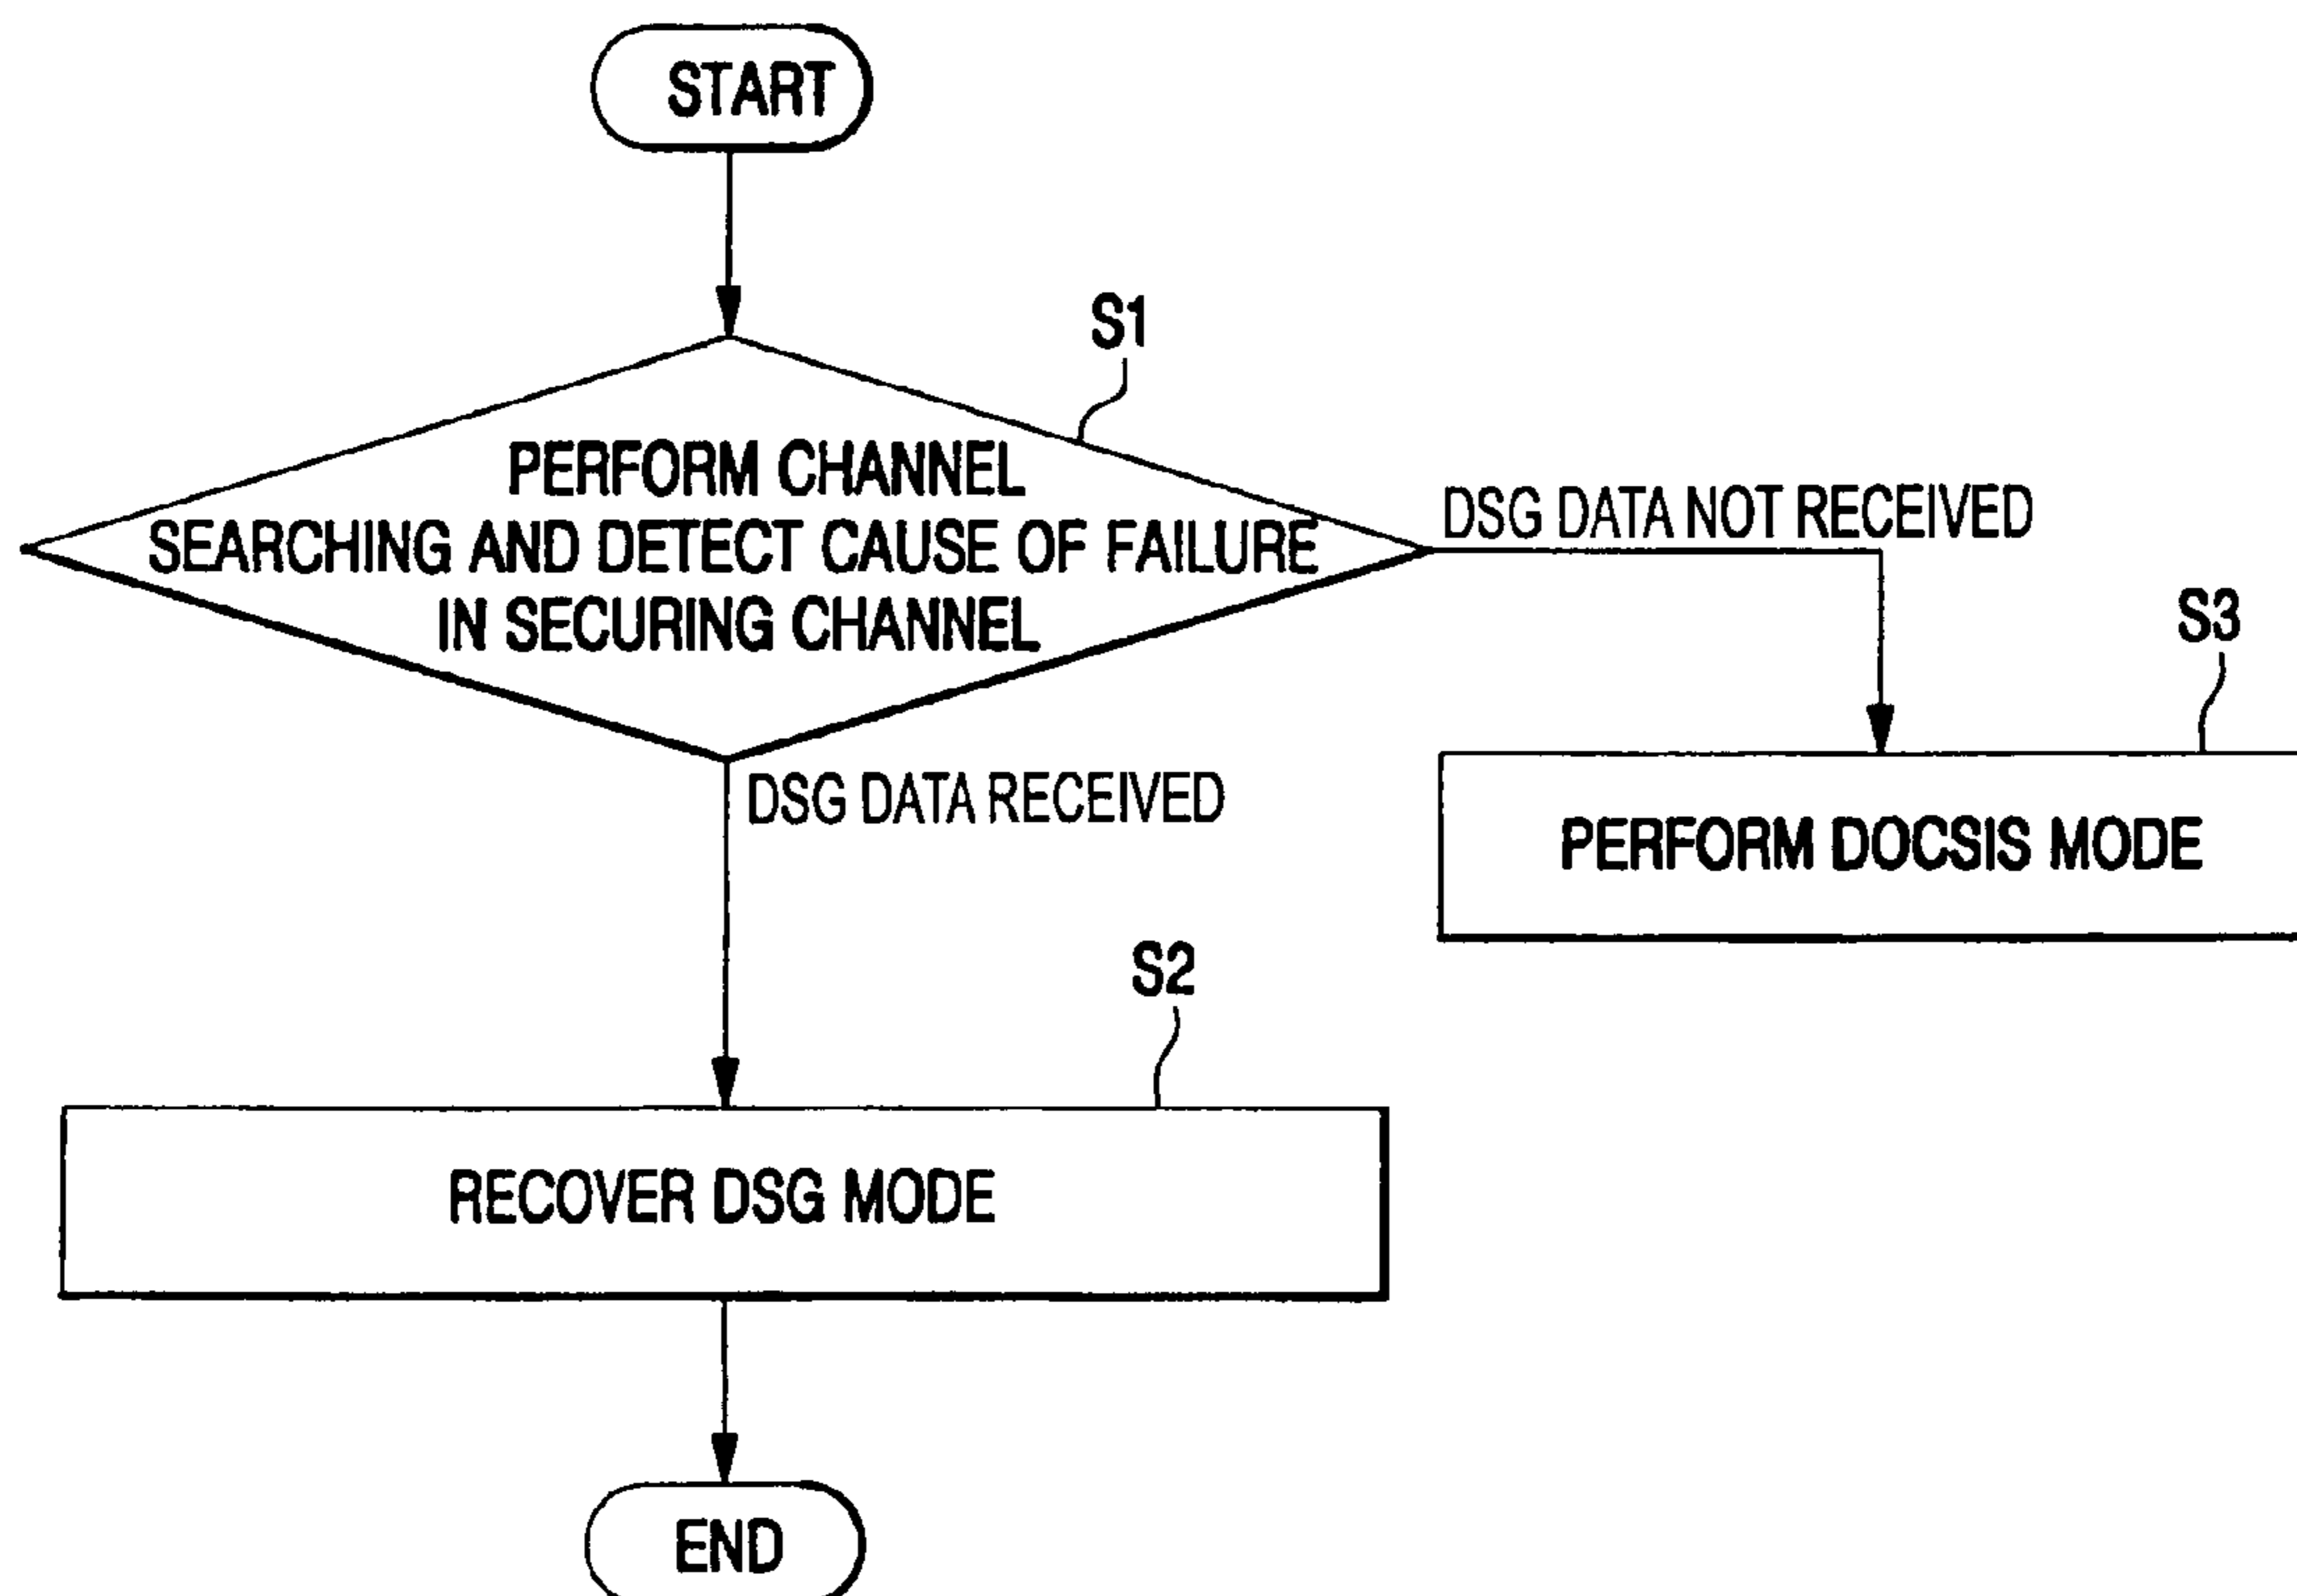 START
S1
PERFORM CHANNEL
SEARCHING AND DETECT CAUSE OF FAILURE
IN SECURING CHANNEL
DSG DATA NOT RECEIVED
S3
DSG DATA RECEIVED
PERFORM DOCSIS MODE
S2
RECOVER DSG MODE
END